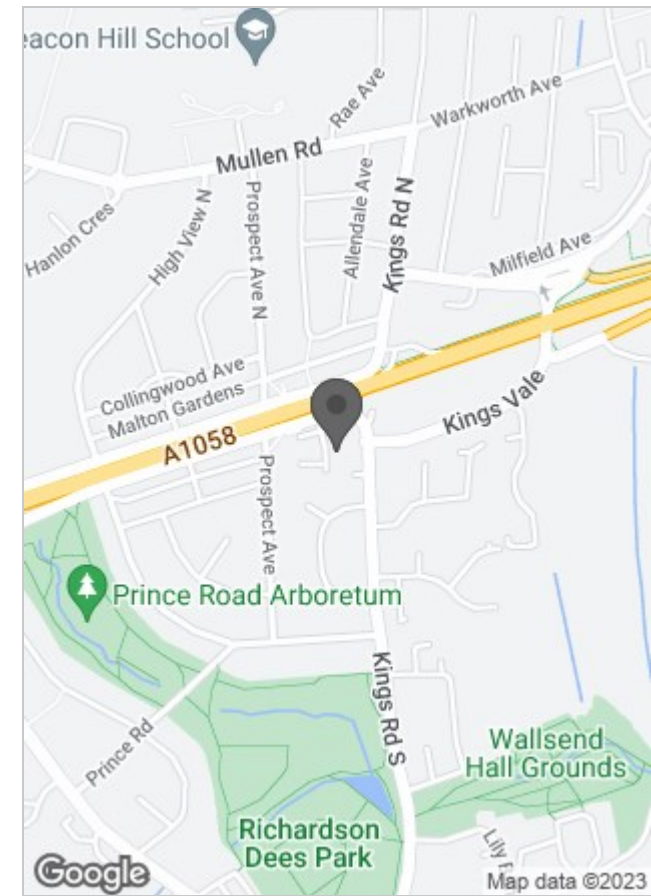 eacon Hill School
Rae Ave
Warkworth Ave
Mullen Rd
Hanlon Cres
High View N
Prospect Ave N
Allendale Ave
Kings Rd N
Milfield Ave
Collingwood Ave
Malton Gardens
A1058
Kings Vale
Prospect Ave
Prince Road Arboretum
Kings Rd S
Prince Rd
Wallsend
Hall Grounds
Richardson
Dees Park
Lily
Google
Map data ©2023